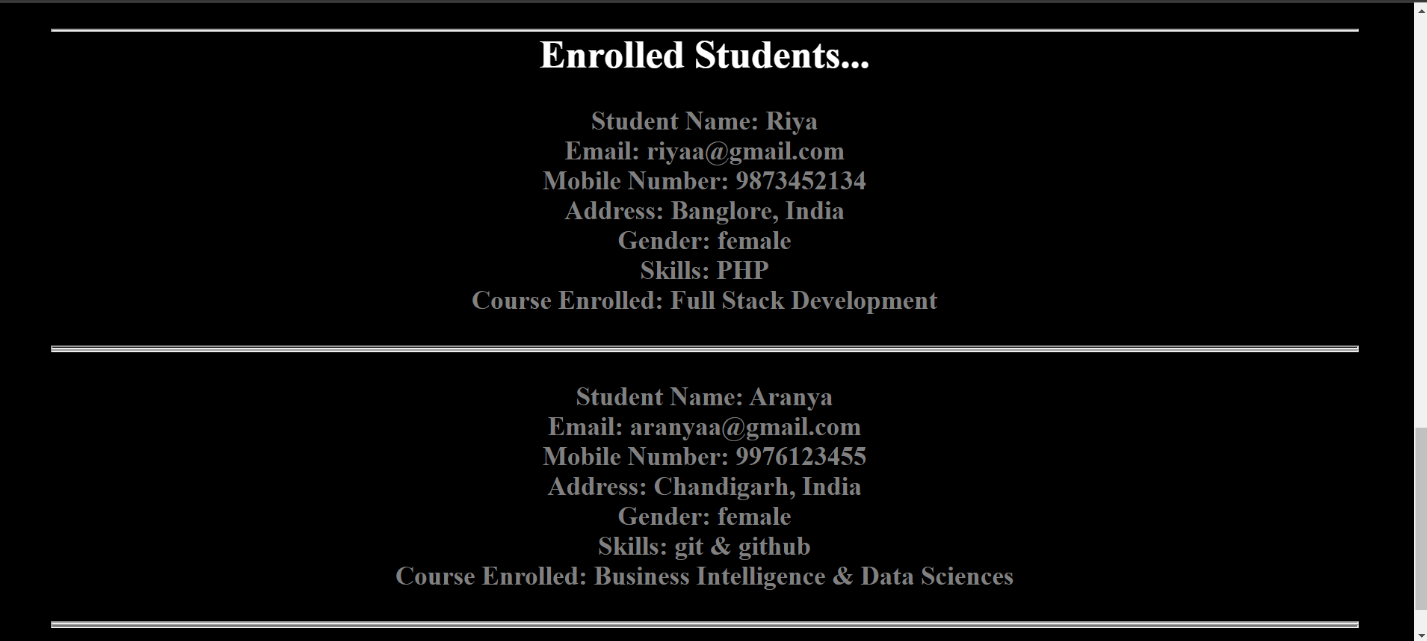 Enrolled Students...
Student Name: Riya
Email: riyaa@gmail.com
Mobile Number: 9873452134
Address: Banglore, India
Gender: female
Skills: PHP
Course Enrolled: Full Stack Development
Student Name: Aranya
Email: aranyaa@gmail.com
Mobile Number: 9976123455
Address: Chandigarh, India
Gender: female
Skills: git & github
Course Enrolled: Business Intelligence & Data Sciences